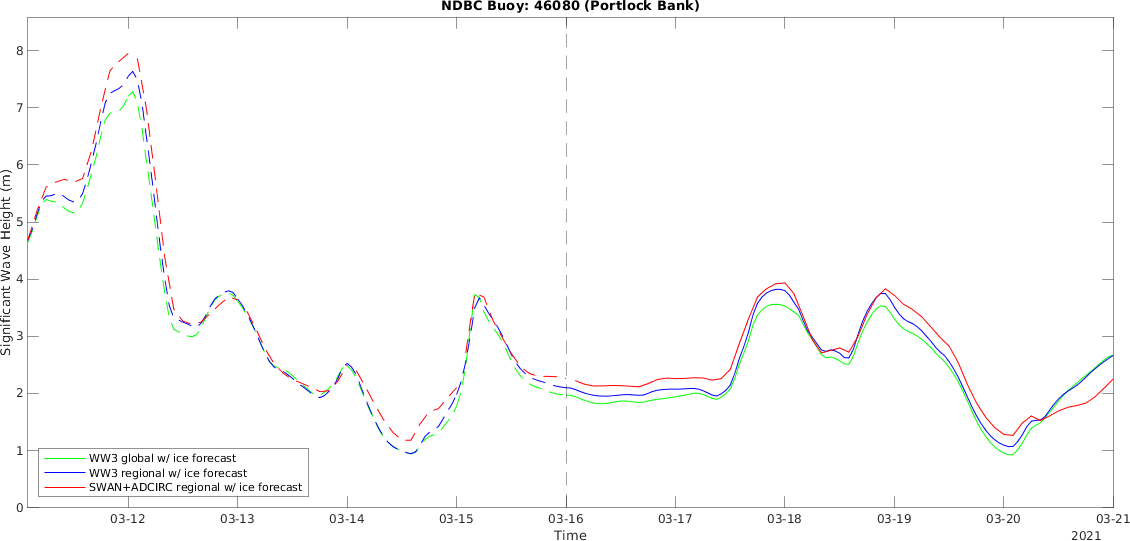 NDBC Buoy: 46080 (Portlock Bank)
Significant Wave Height (m)
8
7
6
5
4
3
2
1
0
WW3 global w/ ice forecast
WW3 regional w/ ice forecast
SWAN+ADCIRC regional w/ ice forecast
03-12 03-13 03-14 03-15 03-16 03-17 03-18 03-19 03-20 03-21
Time
2021